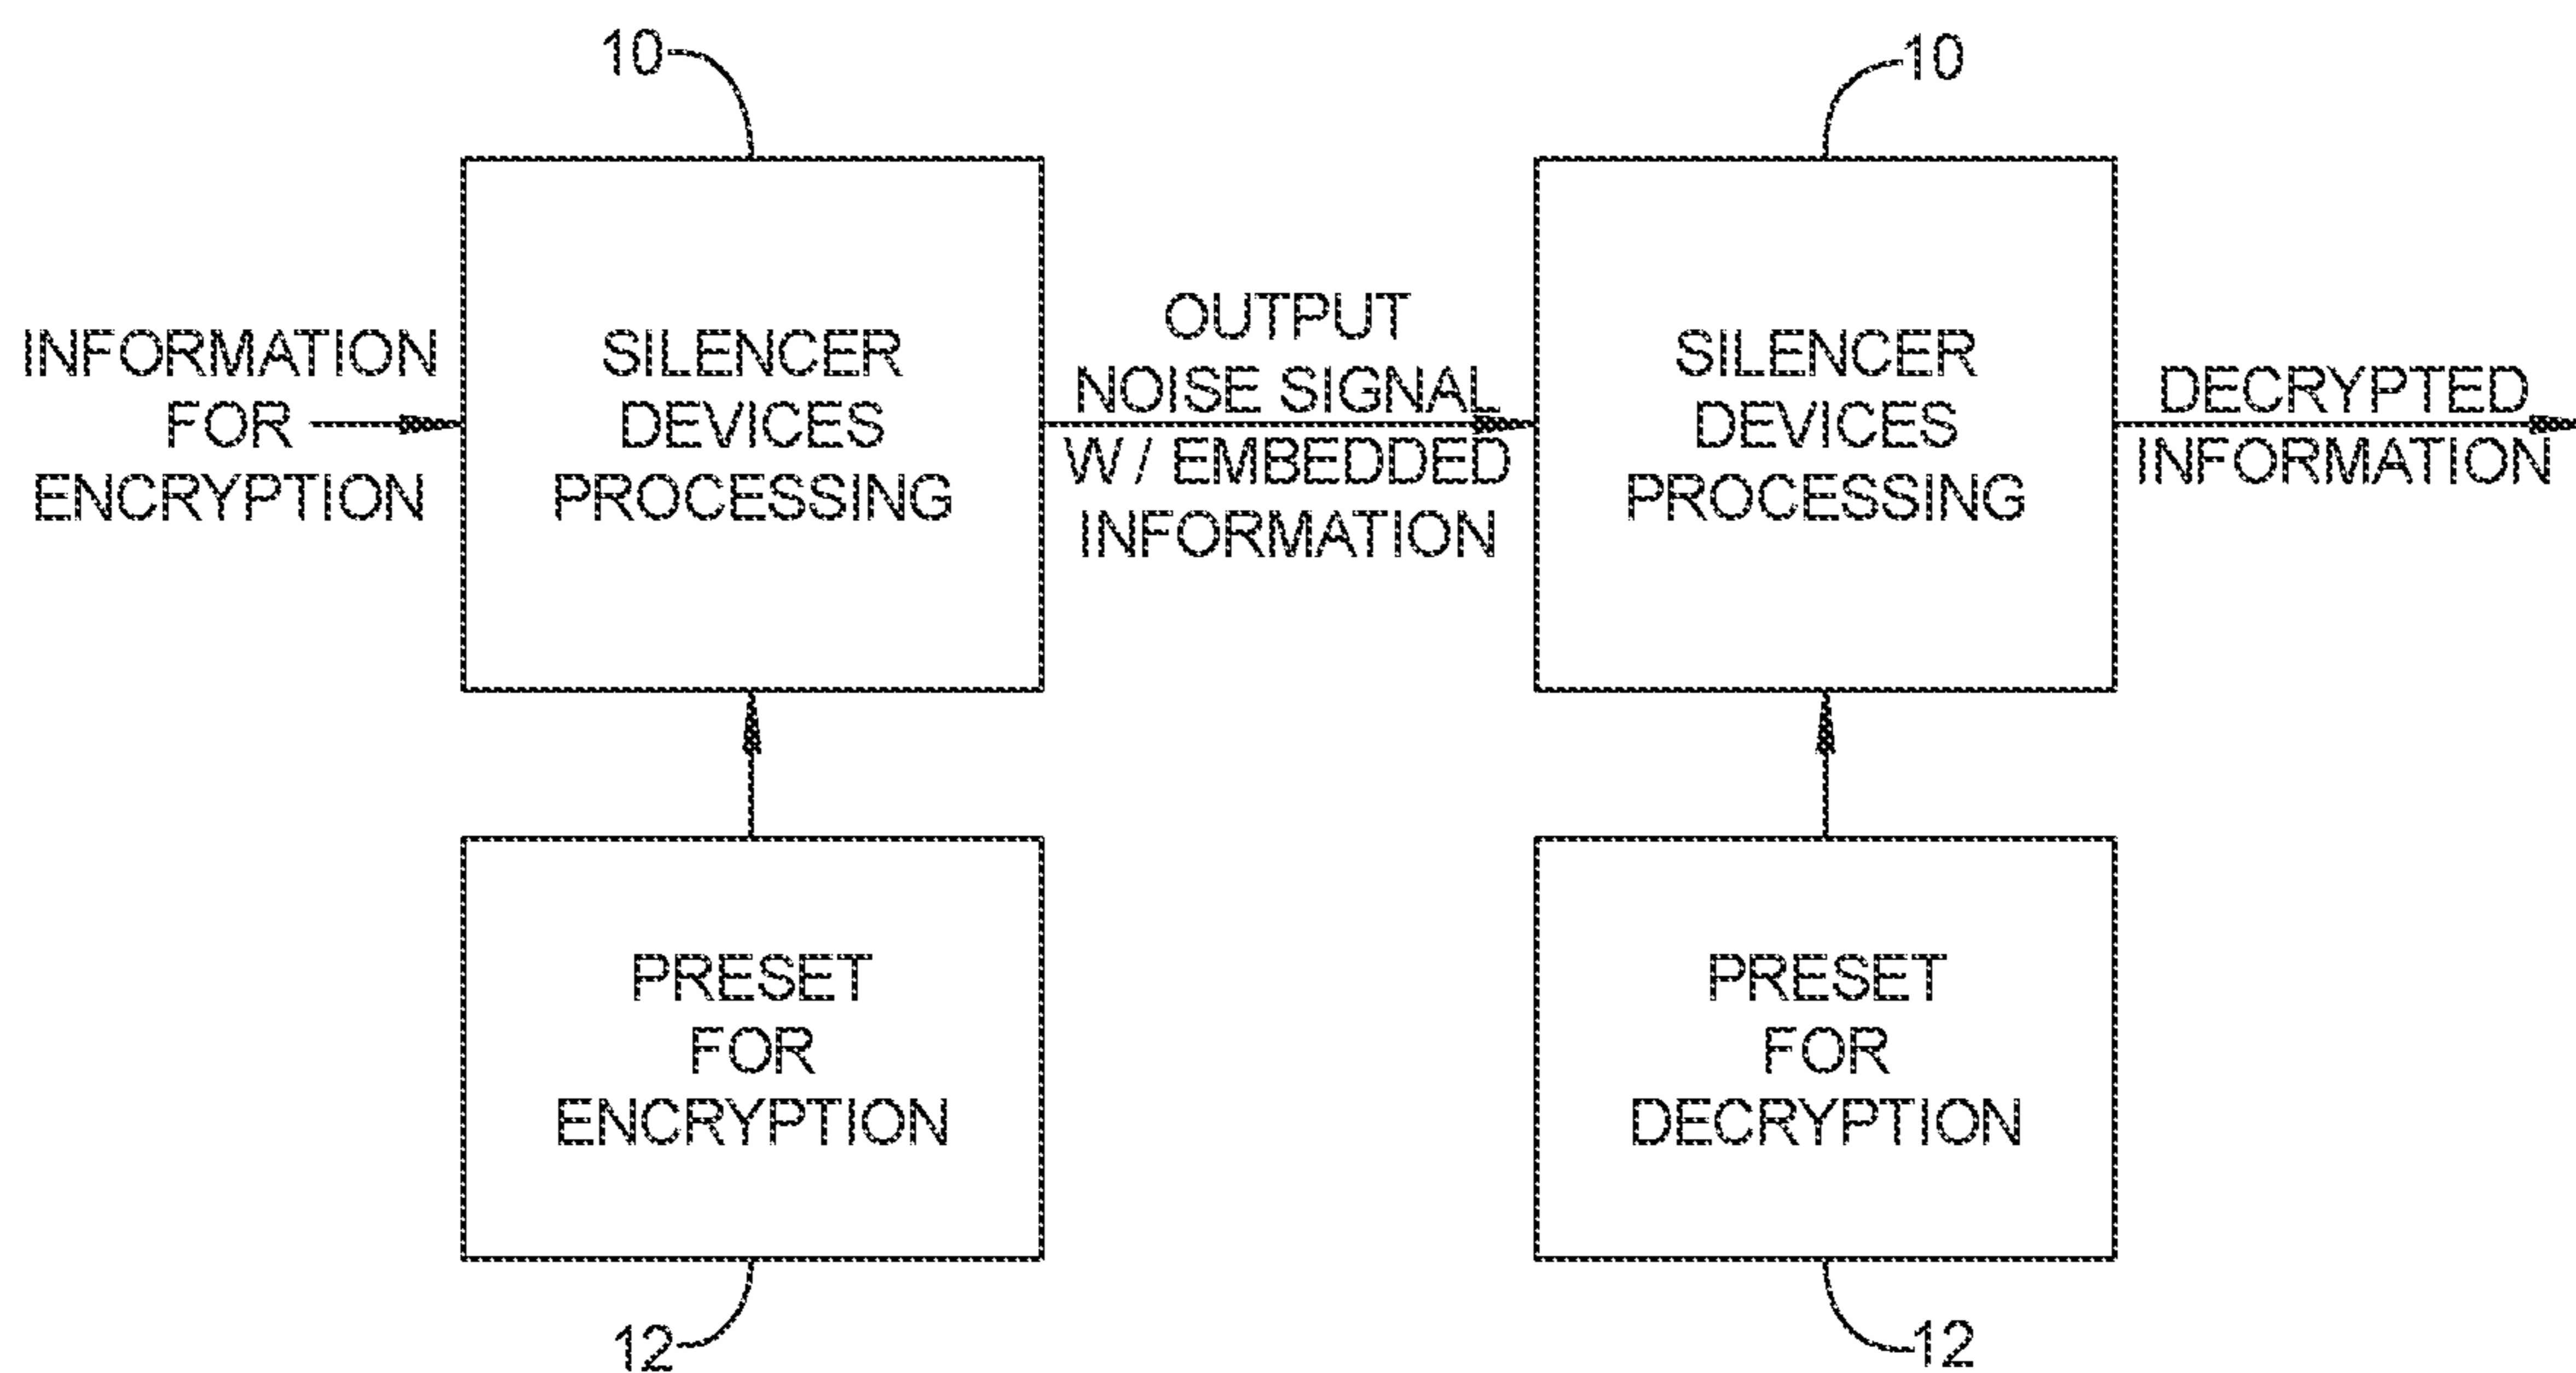 10
10
INFORMATION
FOR
ENCRYPTION
SILENCER
DEVICES
PROCESSING
OUTPUT
NOISE SIGNAL
W / EMBEDDED
INFORMATION
SILENCER
DEVICES
PROCESSING
DECRYPTED
INFORMATION
PRESET
FOR
ENCRYPTION
PRESET
FOR
DECRYPTION
12
12